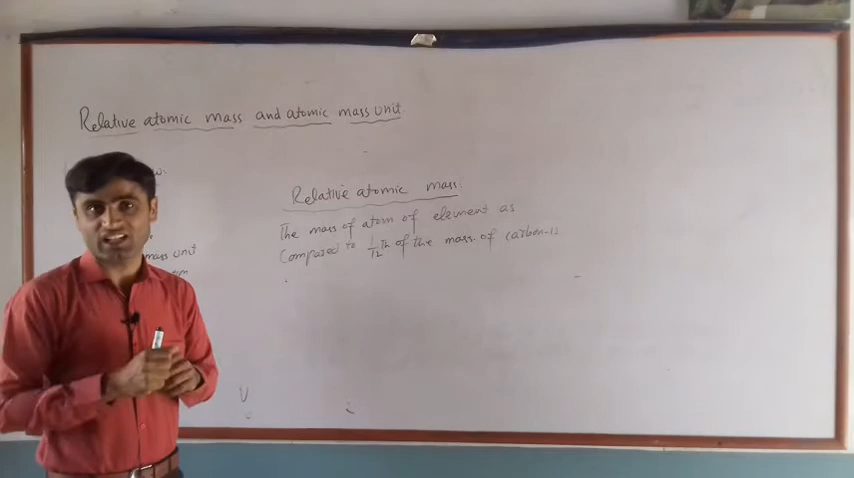 Relative atomic mass and atomic mass unit
Relative atomic mass.
The mass of atom of element as
Compared to 1/12th of the mass of carbon-12
mass unit